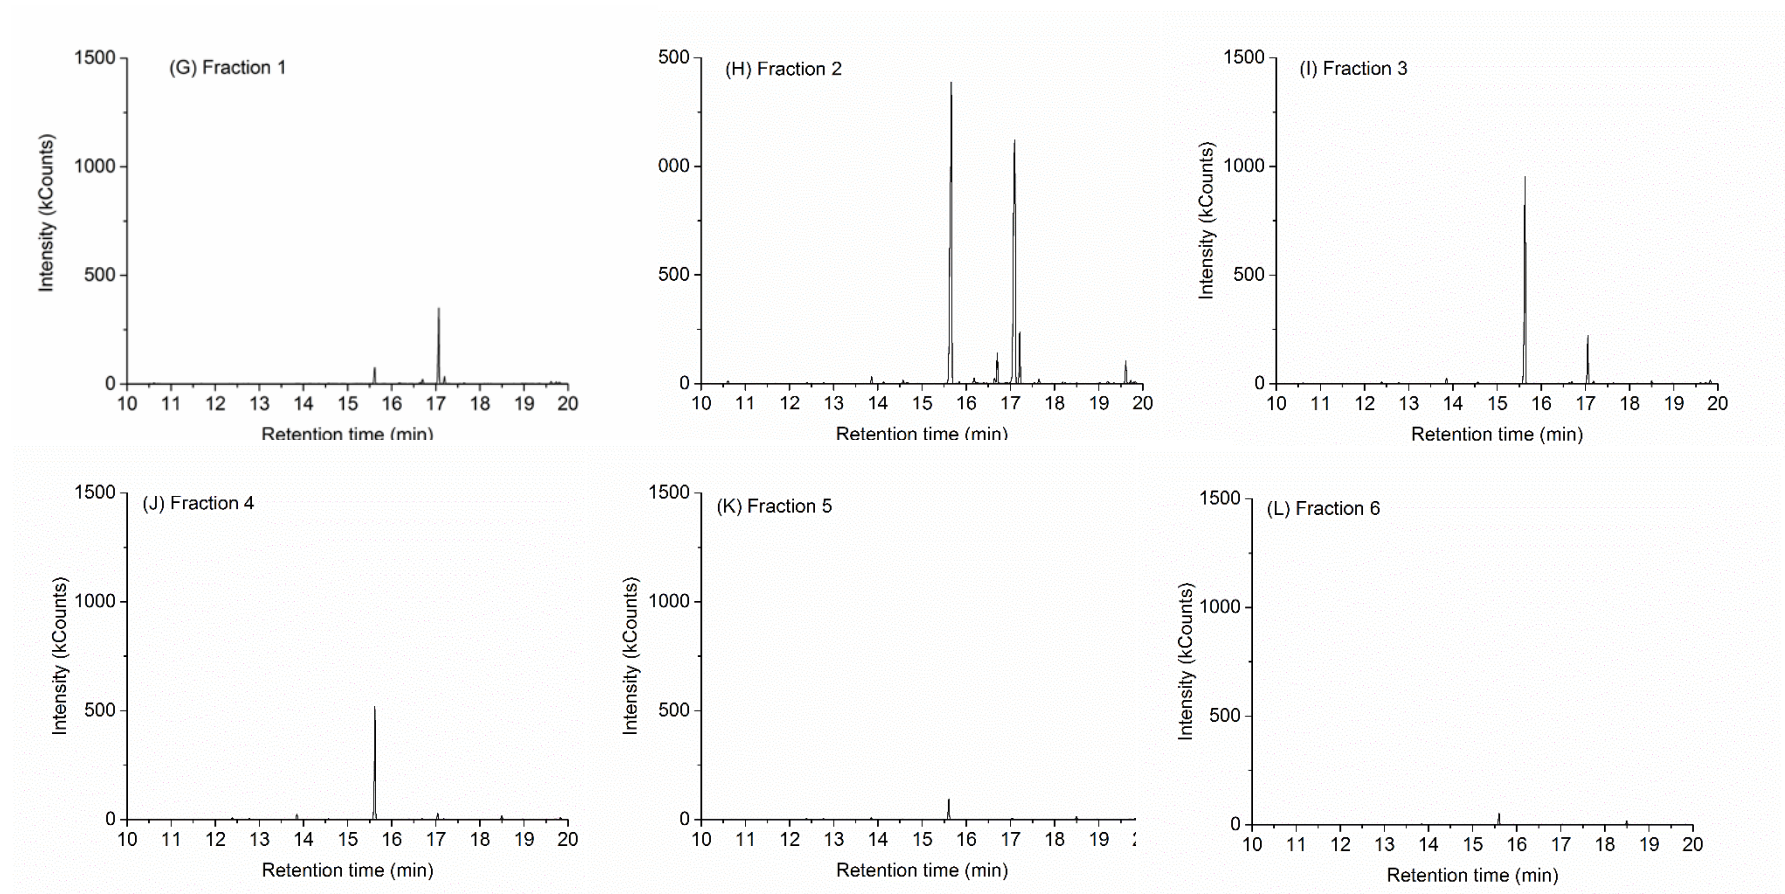 (G) Fraction 1
1500
1000
500
0
Intensity (kCounts)
10 11 12 13 14 15 16 17 18 19 20
Retention time (min)
(H) Fraction 2
500
000
500
0
10 11 12 13 14 15 16 17 18 19 20
Retention time (min)
(I) Fraction 3
1500
1000
500
0
Intensity (kCounts)
10 11 12 13 14 15 16 17 18 19 20
Retention time (min)
(J) Fraction 4
1500
1000
500
0
Intensity (kCounts)
10 11 12 13 14 15 16 17 18 19 20
Retention time (min)
(K) Fraction 5
1500
1000
500
0
Intensity (kCounts)
10 11 12 13 14 15 16 17 18 19
Retention time (min)
(L) Fraction 6
1500
1000
500
0
Intensity (kCounts)
10 11 12 13 14 15 16 17 18 19 20
Retention time (min)